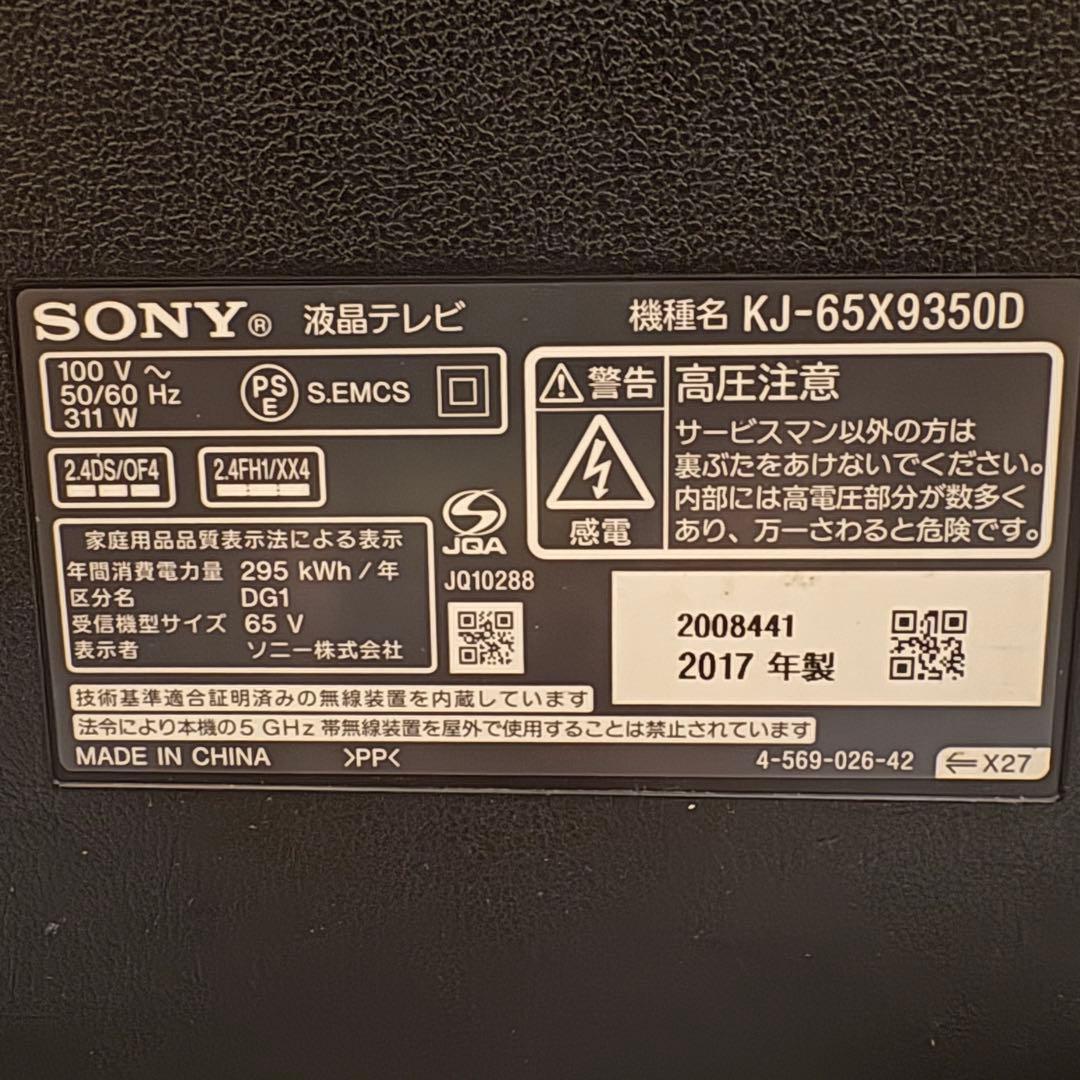 SONY® 液晶テレビ
機種名 KJ-65X9350D
100 V ～
50/60 Hz
311 W
PS
E
S.EMCS
2.4DS/OF4
2.4FH1/XX4
家庭用品品質表示法による表示
年間消費電力量 295 kWh / 年
区分名 DG1
受信機型サイズ 65 V
表示者 ソニー株式会社
JQA
JQ10288
警告
感電
高圧注意
サービスマン以外の方は
裏ぶたをあけないでください。
内部には高電圧部分が数多く
あり、万一さわると危険です。
2008441
2017 年製
技術基準適合証明済みの無線装置を内蔵しています
法令により本機の5 GHz 帯無線装置を屋外で使用することは禁止されています
MADE IN CHINA >PP< 4-569-026-42 X27